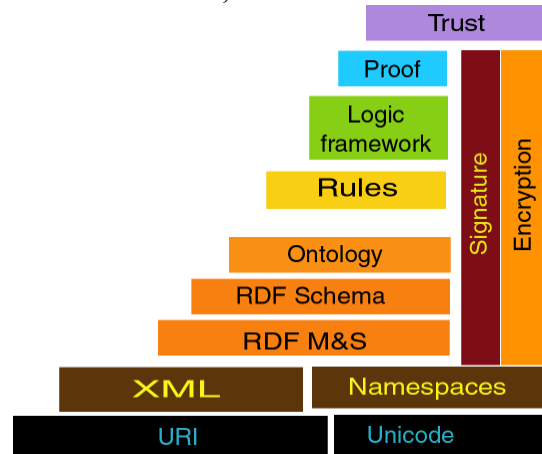 Trust
Proof
Logic
framework
Rules
Ontology
RDF Schema
RDF M&S
Signature
Encryption
XML
Namespaces
URI
Unicode